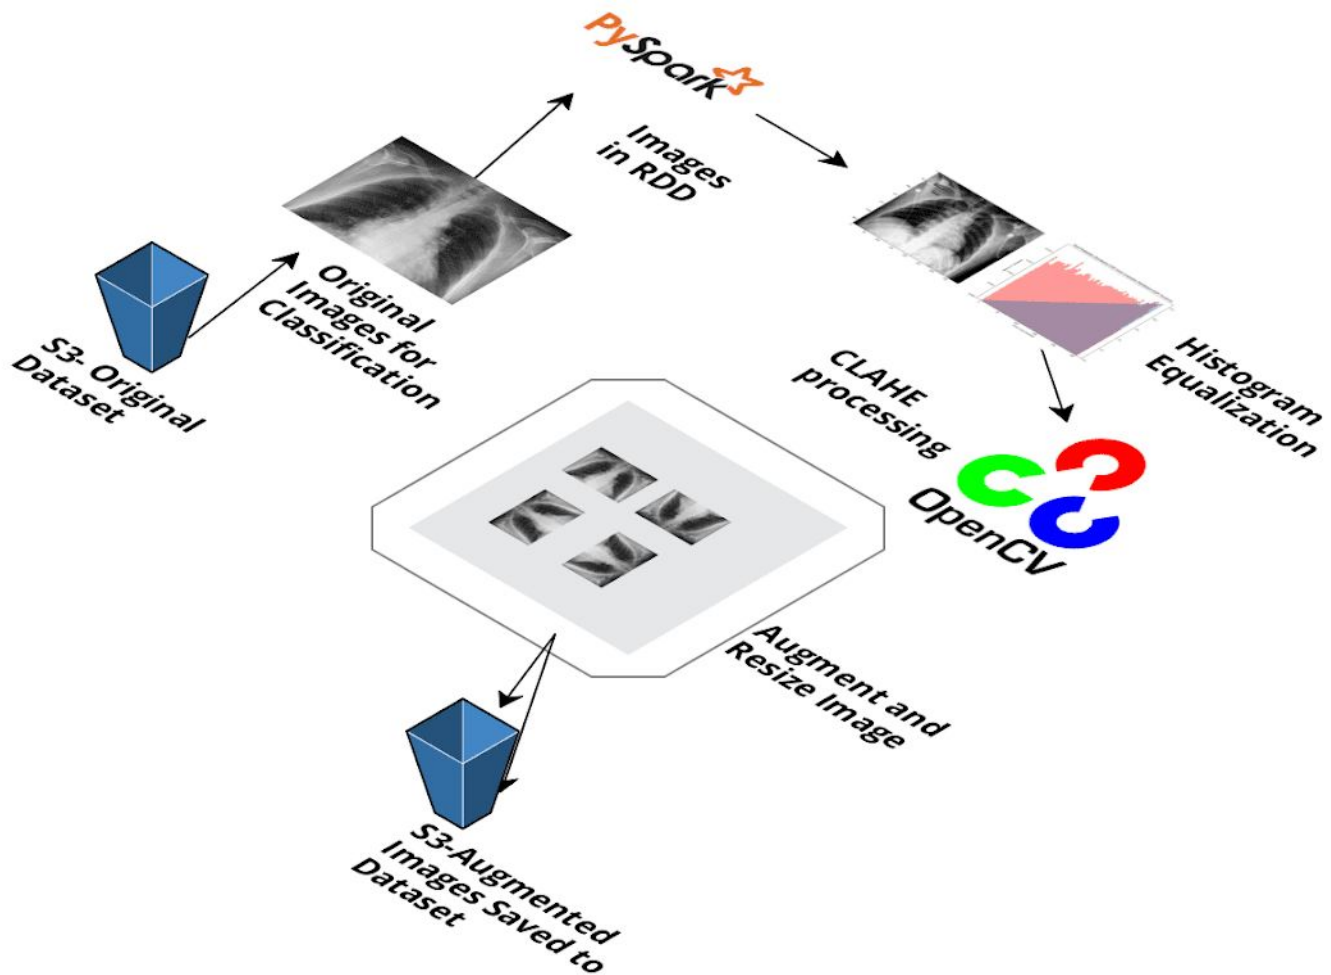 PySpark
Images
in RDD
Original
Images for
Classification
S3- Original
Dataset
Histogram
Equalization
CLAHE
processing
OpenCV
Augment and
Resize Image
S3-Augmented
Images Saved to
Dataset